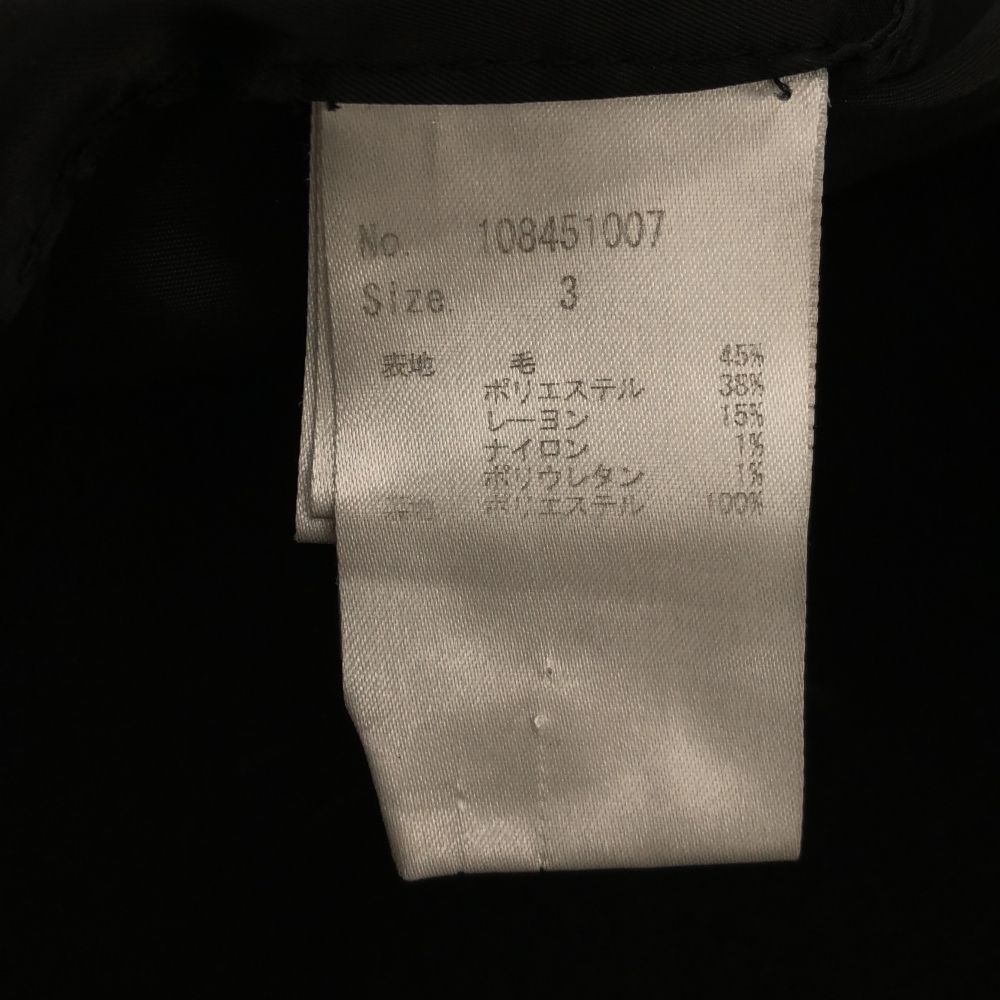 No. 108451007
Size. 3
表地 毛 45%
ポリエステル 38%
レーヨン 15%
ナイロン 1%
ポリウレタン 1%
ポリエステル 100%